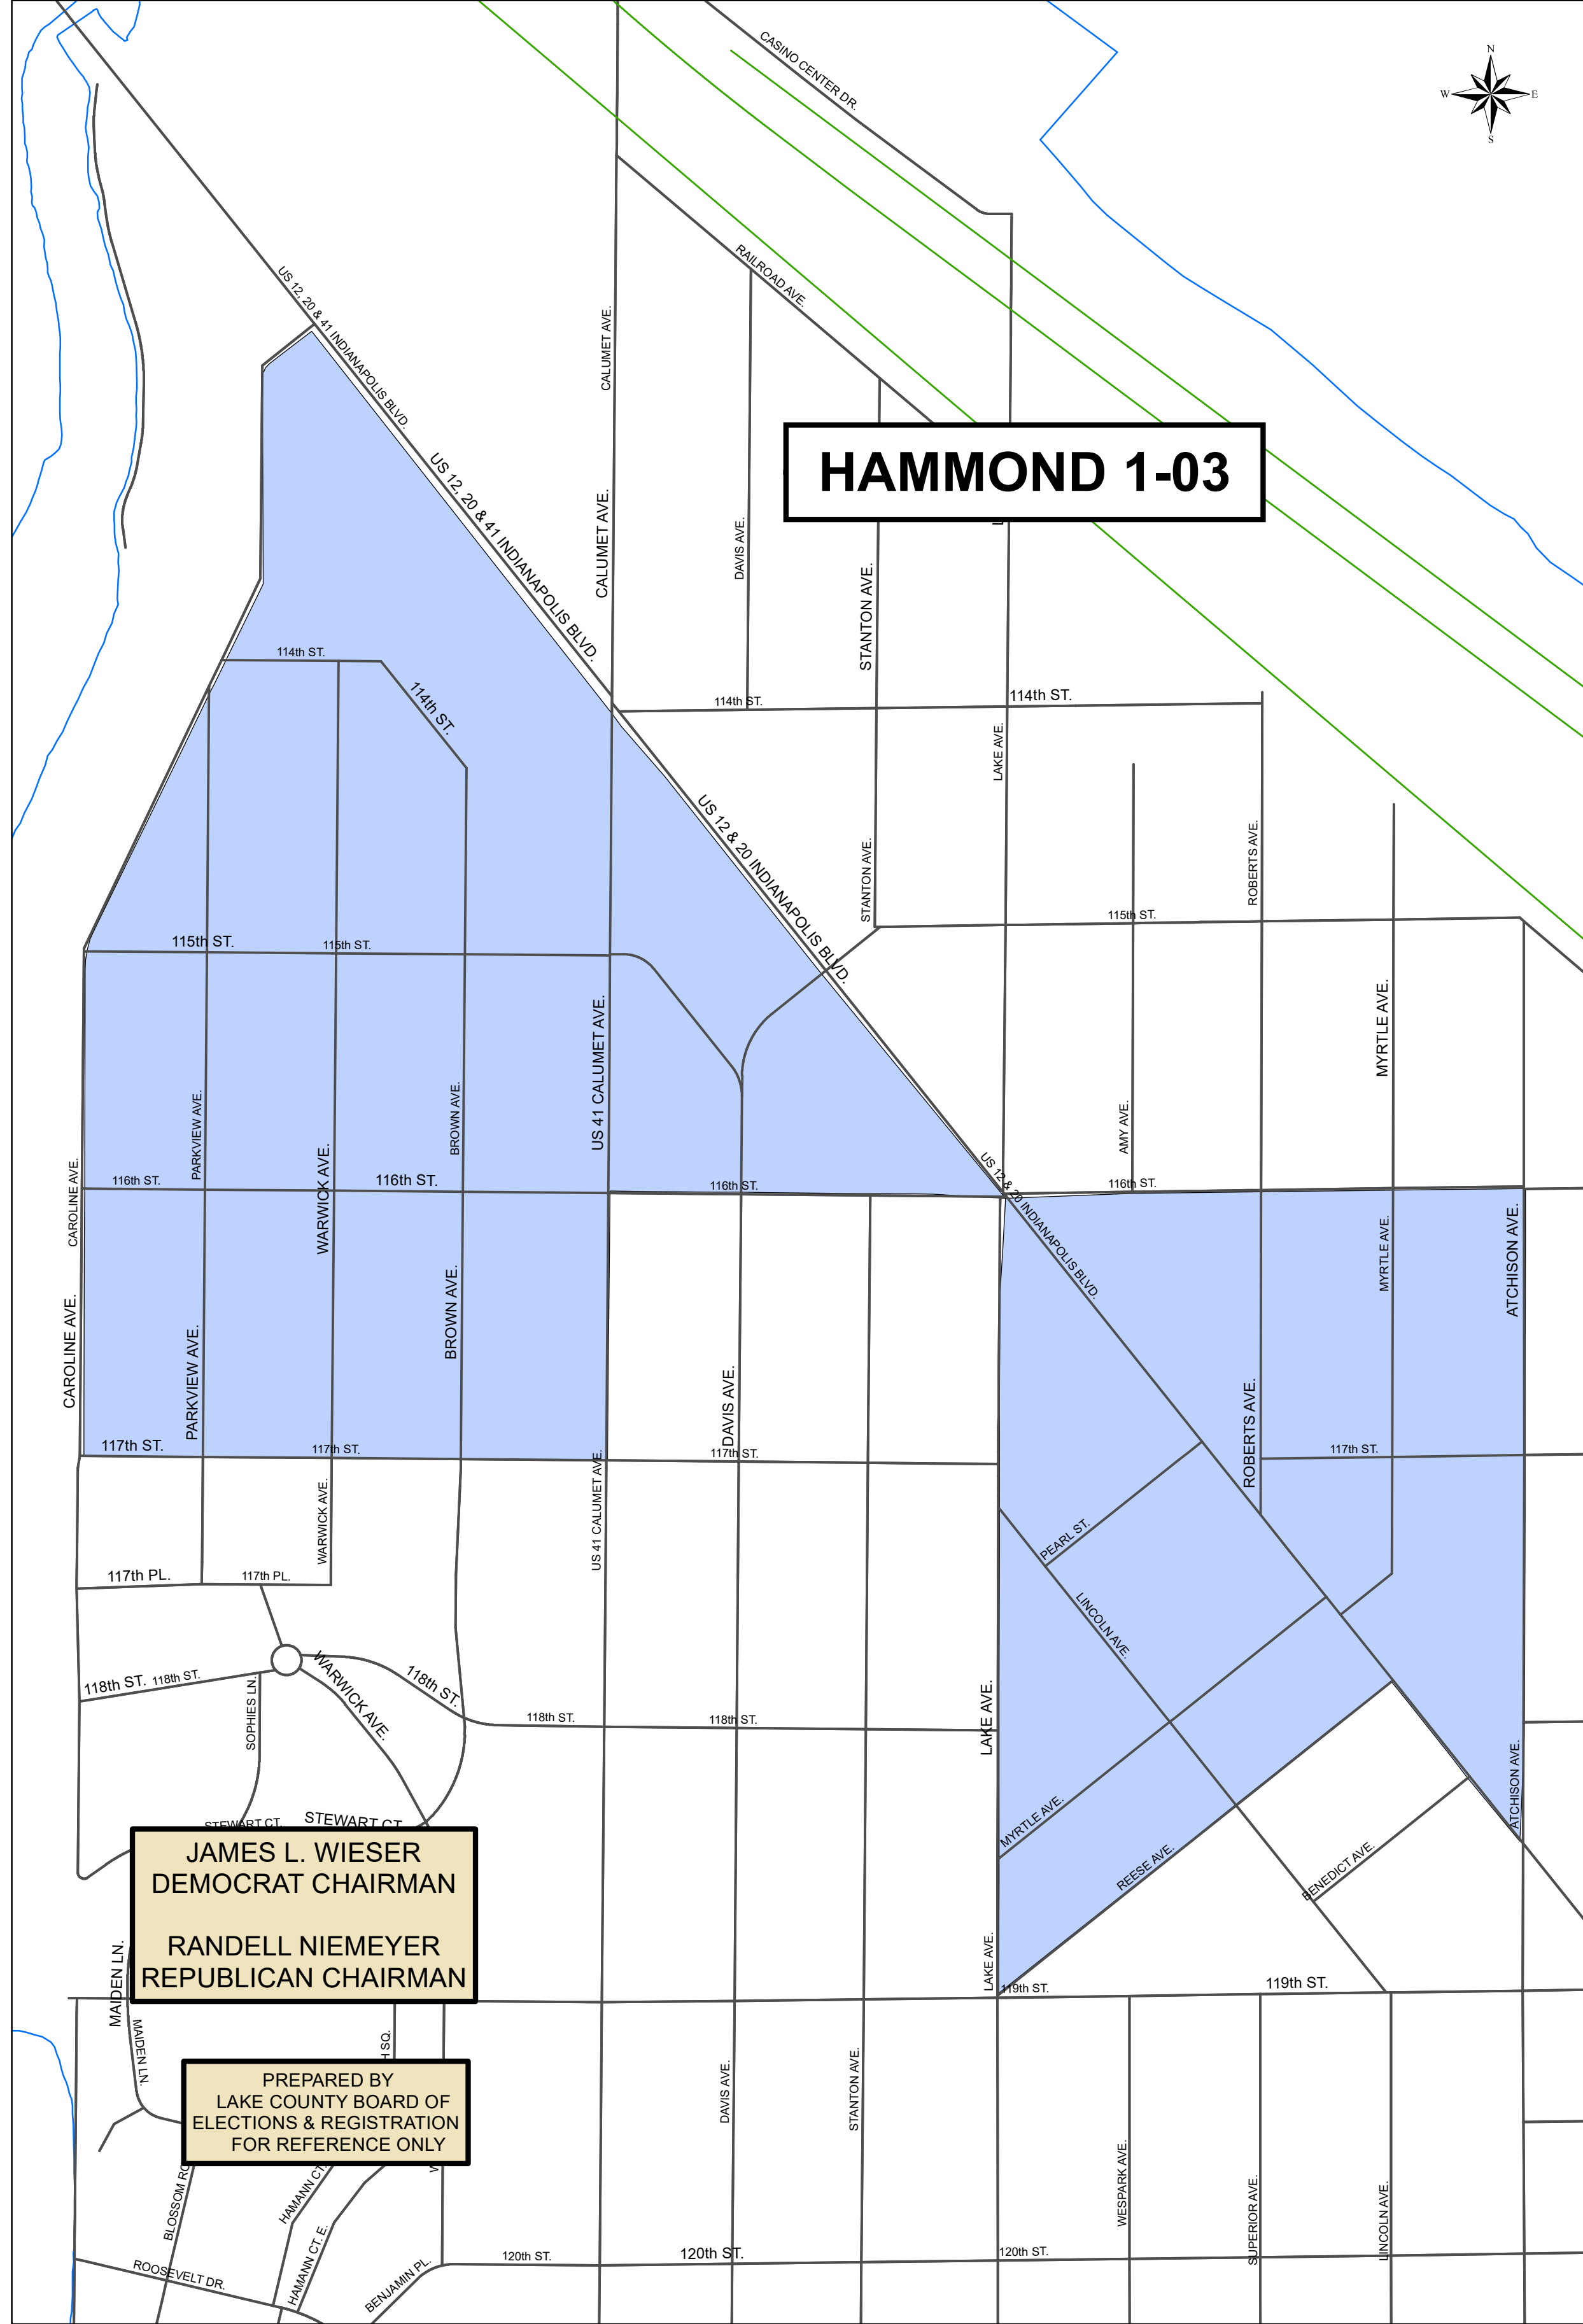 CASINO CENTER DR.
N
W
E
S
RAILROAD AVE.
US 12, 20 & 41 INDIANAPOLIS BLVD.
CALUMET AVE.
HAMMOND 1-03
US 12, 20 & 41 INDIANAPOLIS BLVD.
CALUMET AVE.
DAVIS AVE.
STANTON AVE.
114th ST.
114th ST.
114th ST.
114th ST.
LAKE AVE.
US 12 & 20 INDIANAPOLIS BLVD.
STANTON AVE.
ROBERTS AVE.
115th ST.
115th ST.
115th ST.
MYRTLE AVE.
US 41 CALUMET AVE.
PARKVIEW AVE.
BROWN AVE.
AMY AVE.
CAROLINE AVE.
116th ST.
WARWICK AVE.
116th ST.
116th ST.
US 12 & 20 INDIANAPOLIS BLVD.
116th ST.
MYRTLE AVE.
ATCHISON AVE.
CAROLINE AVE.
PARKVIEW AVE.
BROWN AVE.
DAVIS AVE.
ROBERTS AVE.
117th ST.
117th ST.
117th ST.
117th ST.
WARWICK AVE.
US 41 CALUMET AVE.
PEARL ST.
117th PL.
117th PL.
LINCOLN AVE.
118th ST.
118th ST.
SOPHIES LN.
WARWICK AVE.
118th ST.
118th ST.
118th ST.
LAKE AVE.
MYRTLE AVE.
ATCHISON AVE.
STEWART CT.
STEWART CT.
REESE AVE.
BENEDICT AVE.
JAMES L. WIESER
DEMOCRAT CHAIRMAN
RANDELL NIEMEYER
REPUBLICAN CHAIRMAN
LAKE AVE.
119th ST.
119th ST.
MAIDEN LN.
MAIDEN LN.
SQ.
PREPARED BY
LAKE COUNTY BOARD OF
ELECTIONS & REGISTRATION
FOR REFERENCE ONLY
DAVIS AVE.
STANTON AVE.
WESPARK AVE.
SUPERIOR AVE.
LINCOLN AVE.
BLOSSOM
HAMANN CT.
HAMANN CT. E.
ROOSEVELT DR.
BENJAMIN PL.
120th ST.
120th ST.
120th ST.